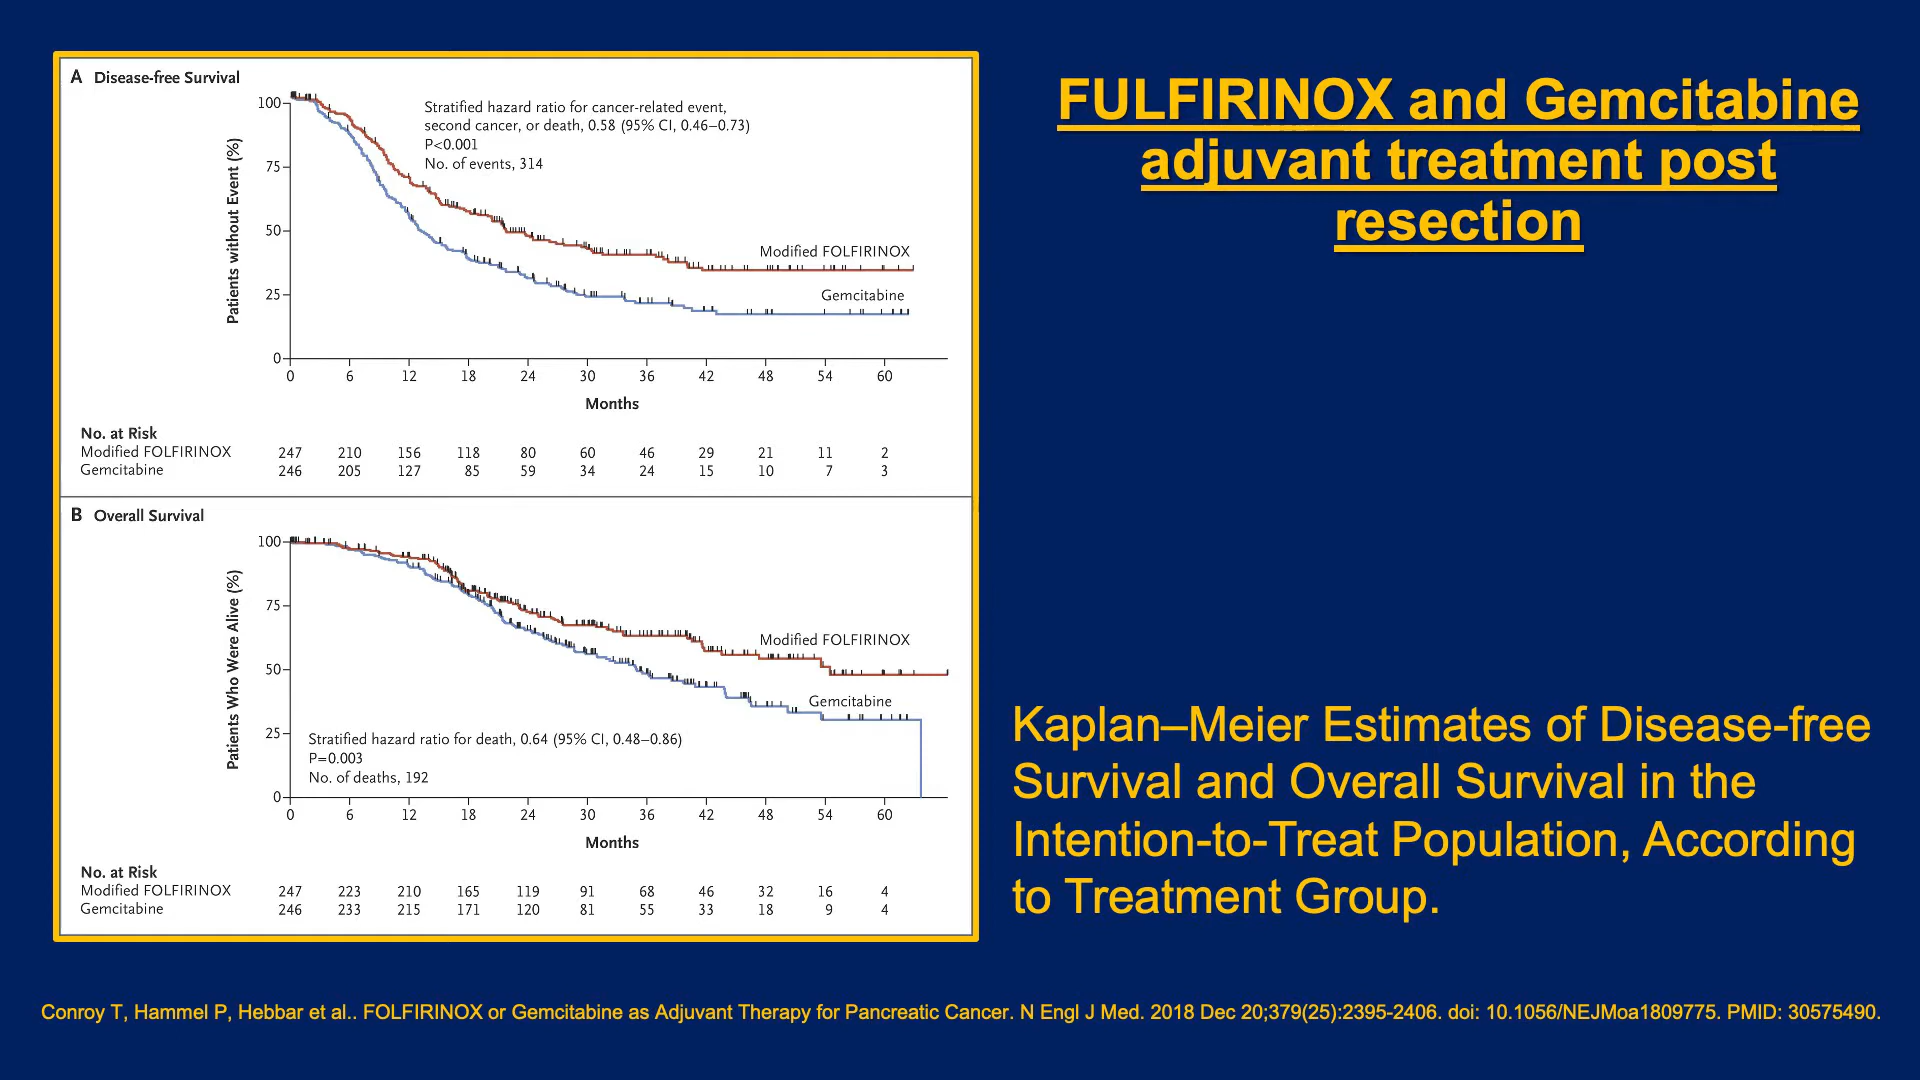 A Disease-free Survival
Patients without Event (%)
100
75
50
25
0
Stratified hazard ratio for cancer-related event,
second cancer, or death, 0.58 (95% CI, 0.46–0.73)
P<0.001
No. of events, 314
Modified FOLFIRINOX
Gemcitabine
0 6 12 18 24 30 36 42 48 54 60
Months
No. at Risk
Modified FOLFIRINOX 247 210 156 118 80 60 46 29 21 11 2
Gemcitabine 246 205 127 85 59 34 24 15 10 7 3
B Overall Survival
Patients Who Were Alive (%)
100
75
50
25
0
Modified FOLFIRINOX
Gemcitabine
Stratified hazard ratio for death, 0.64 (95% CI, 0.48–0.86)
P=0.003
No. of deaths, 192
0 6 12 18 24 30 36 42 48 54 60
Months
No. at Risk
Modified FOLFIRINOX 247 223 210 165 119 91 68 46 32 16 4
Gemcitabine 246 233 215 171 120 81 55 33 18 9 4
FULFIRINOX and Gemcitabine
adjuvant treatment post
resection
Kaplan–Meier Estimates of Disease-free
Survival and Overall Survival in the
Intention-to-Treat Population, According
to Treatment Group.
Conroy T, Hammel P, Hebbar et al.. FOLFIRINOX or Gemcitabine as Adjuvant Therapy for Pancreatic Cancer. N Engl J Med. 2018 Dec 20;379(25):2395-2406. doi: 10.1056/NEJMoa1809775. PMID: 30575490.